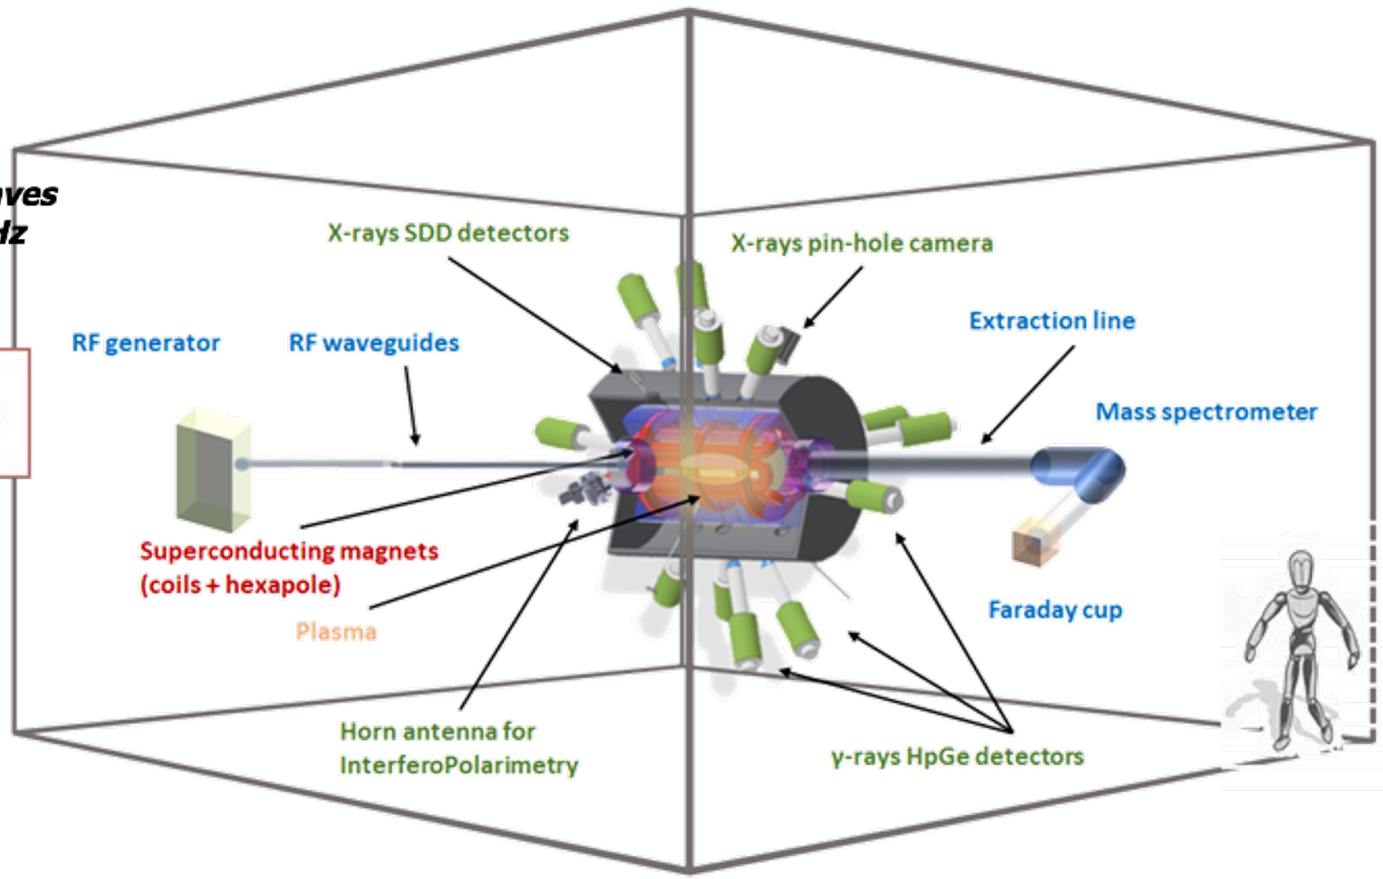 X-rays SDD detectors
X-rays pin-hole camera
Extraction line
RF generator
RF waveguides
Mass spectrometer
Superconducting magnets
(coils + hexapole)
Plasma
Faraday cup
Horn antenna for
InterferoPolarimetry
γ-rays HpGe detectors